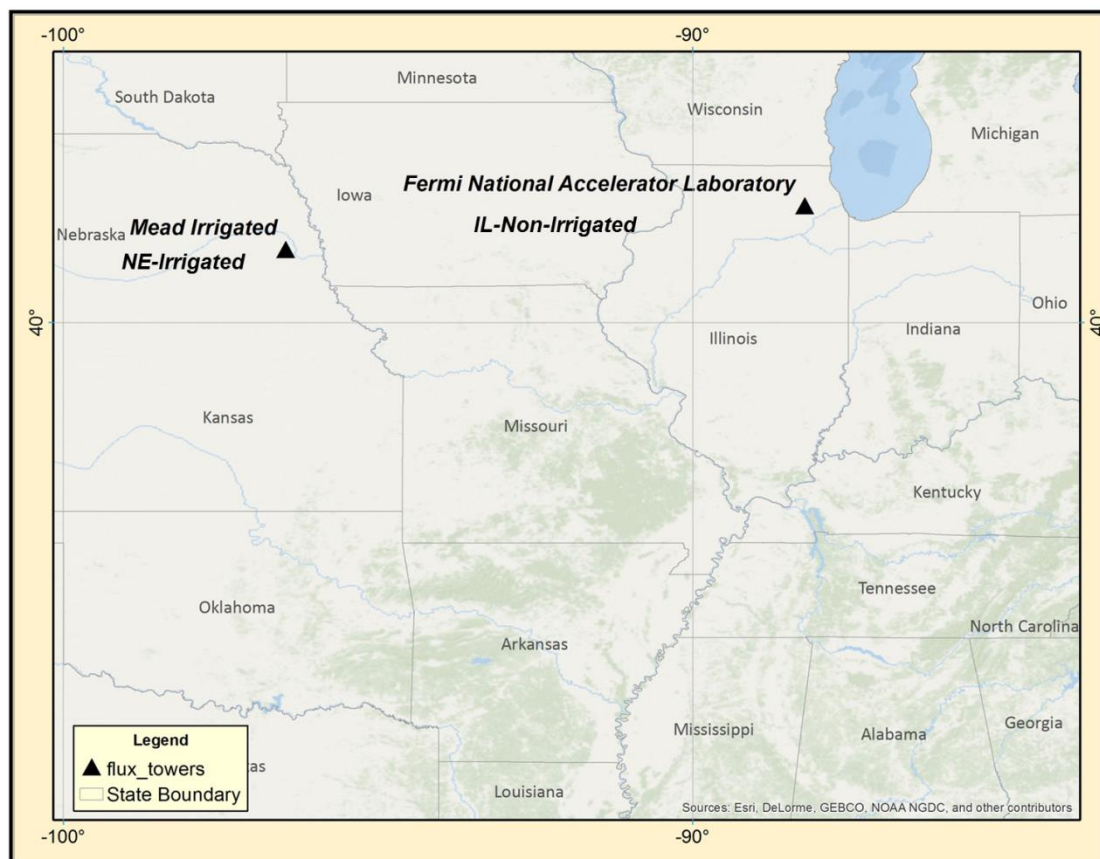 -100°
-90°
Minnesota
South Dakota
Wisconsin
Michigan
Fermi National Accelerator Laboratory
Iowa
IL-Non-Irrigated
Mead Irrigated
Nebraska
NE-Irrigated
Ohio
40°
40°
Illinois
Indiana
Kansas
Missouri
Kentucky
Tennessee
Oklahoma
North Carolina
Arkansas
Mississippi
Alabama
Georgia
Legend
flux_towers
as
State Boundary
Louisiana
Sources: Esri, DeLorme, GEBCO, NOAA NGDC, and other contributors
-100°
-90°